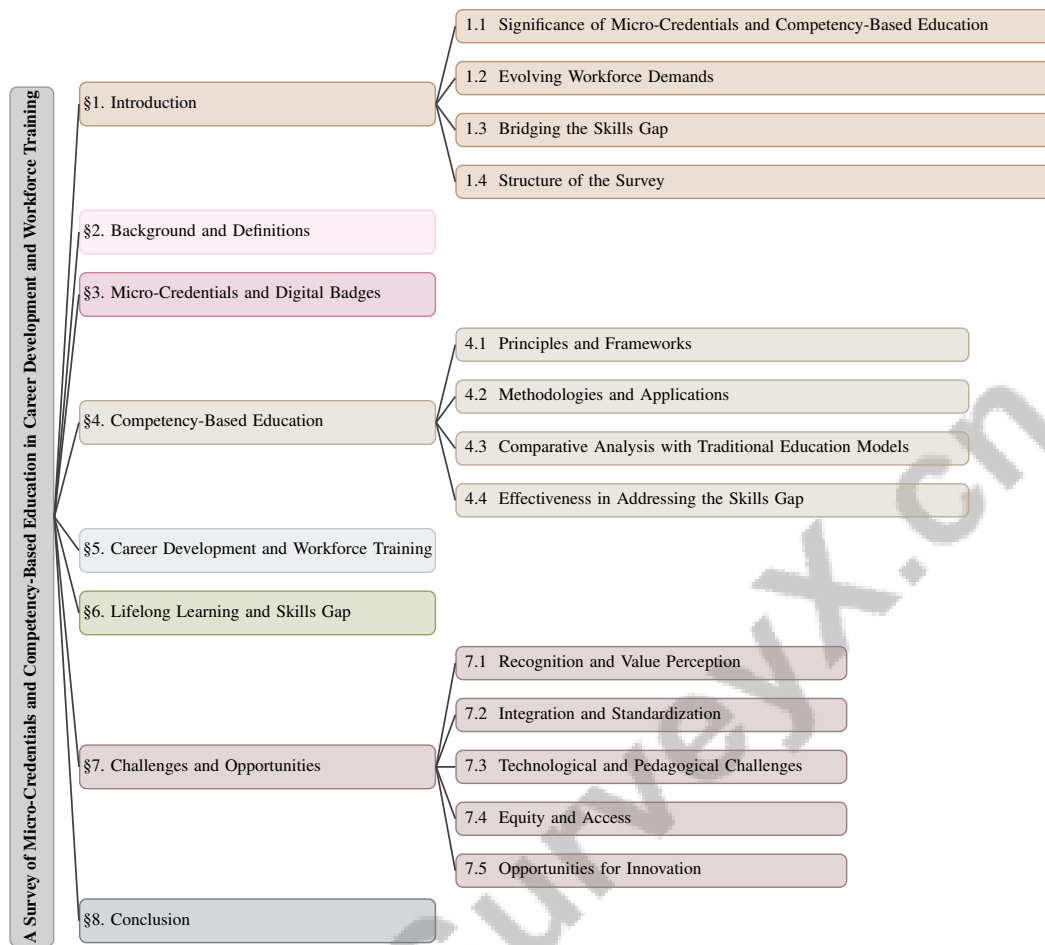 A Survey of Micro-Credentials and Competency-Based Education in Career Development and Workforce Training
§1. Introduction
1.1 Significance of Micro-Credentials and Competency-Based Education
1.2 Evolving Workforce Demands
1.3 Bridging the Skills Gap
1.4 Structure of the Survey
§2. Background and Definitions
§3. Micro-Credentials and Digital Badges
§4. Competency-Based Education
4.1 Principles and Frameworks
4.2 Methodologies and Applications
4.3 Comparative Analysis with Traditional Education Models
4.4 Effectiveness in Addressing the Skills Gap
§5. Career Development and Workforce Training
§6. Lifelong Learning and Skills Gap
§7. Challenges and Opportunities
7.1 Recognition and Value Perception
7.2 Integration and Standardization
7.3 Technological and Pedagogical Challenges
7.4 Equity and Access
7.5 Opportunities for Innovation
§8. Conclusion
Surveyx.cn